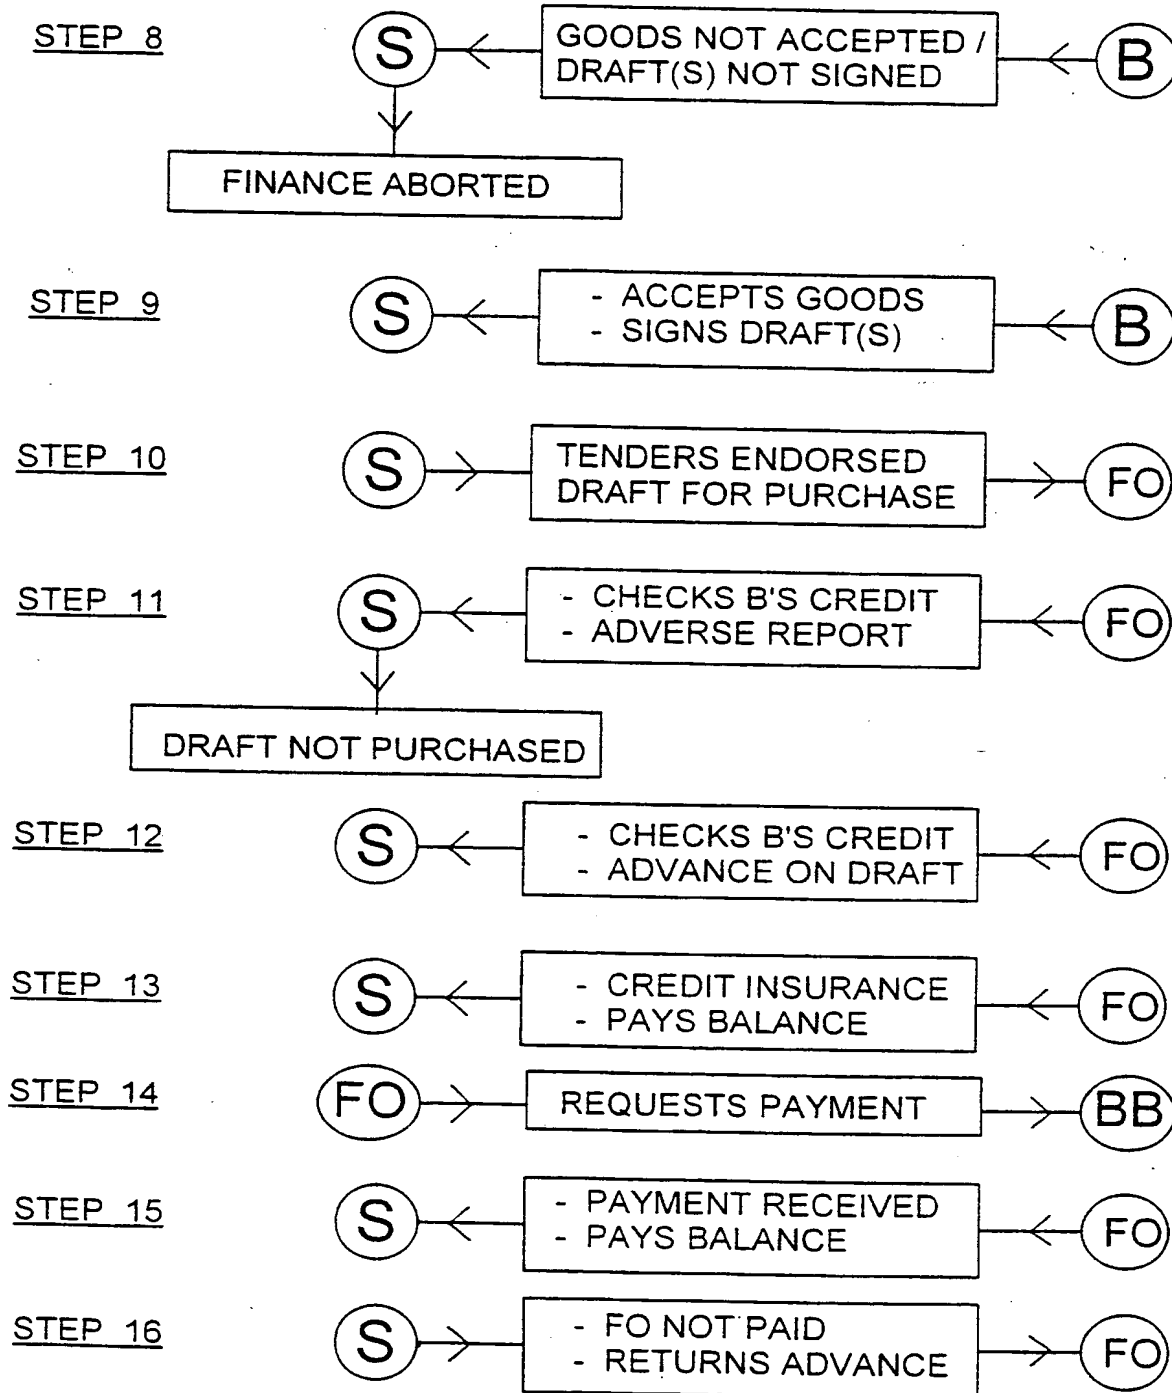 STEP 8
S
GOODS NOT ACCEPTED /
DRAFT(S) NOT SIGNED
B
FINANCE ABORTED
STEP 9
S
- ACCEPTS GOODS
- SIGNS DRAFT(S)
B
STEP 10
S
TENDERS ENDORSED
DRAFT FOR PURCHASE
FO
STEP 11
S
- CHECKS B'S CREDIT
- ADVERSE REPORT
FO
DRAFT NOT PURCHASED
STEP 12
S
- CHECKS B'S CREDIT
- ADVANCE ON DRAFT
FO
STEP 13
S
- CREDIT INSURANCE
- PAYS BALANCE
FO
STEP 14
FO
REQUESTS PAYMENT
BB
STEP 15
S
- PAYMENT RECEIVED
- PAYS BALANCE
FO
STEP 16
S
- FO NOT PAID
- RETURNS ADVANCE
FO